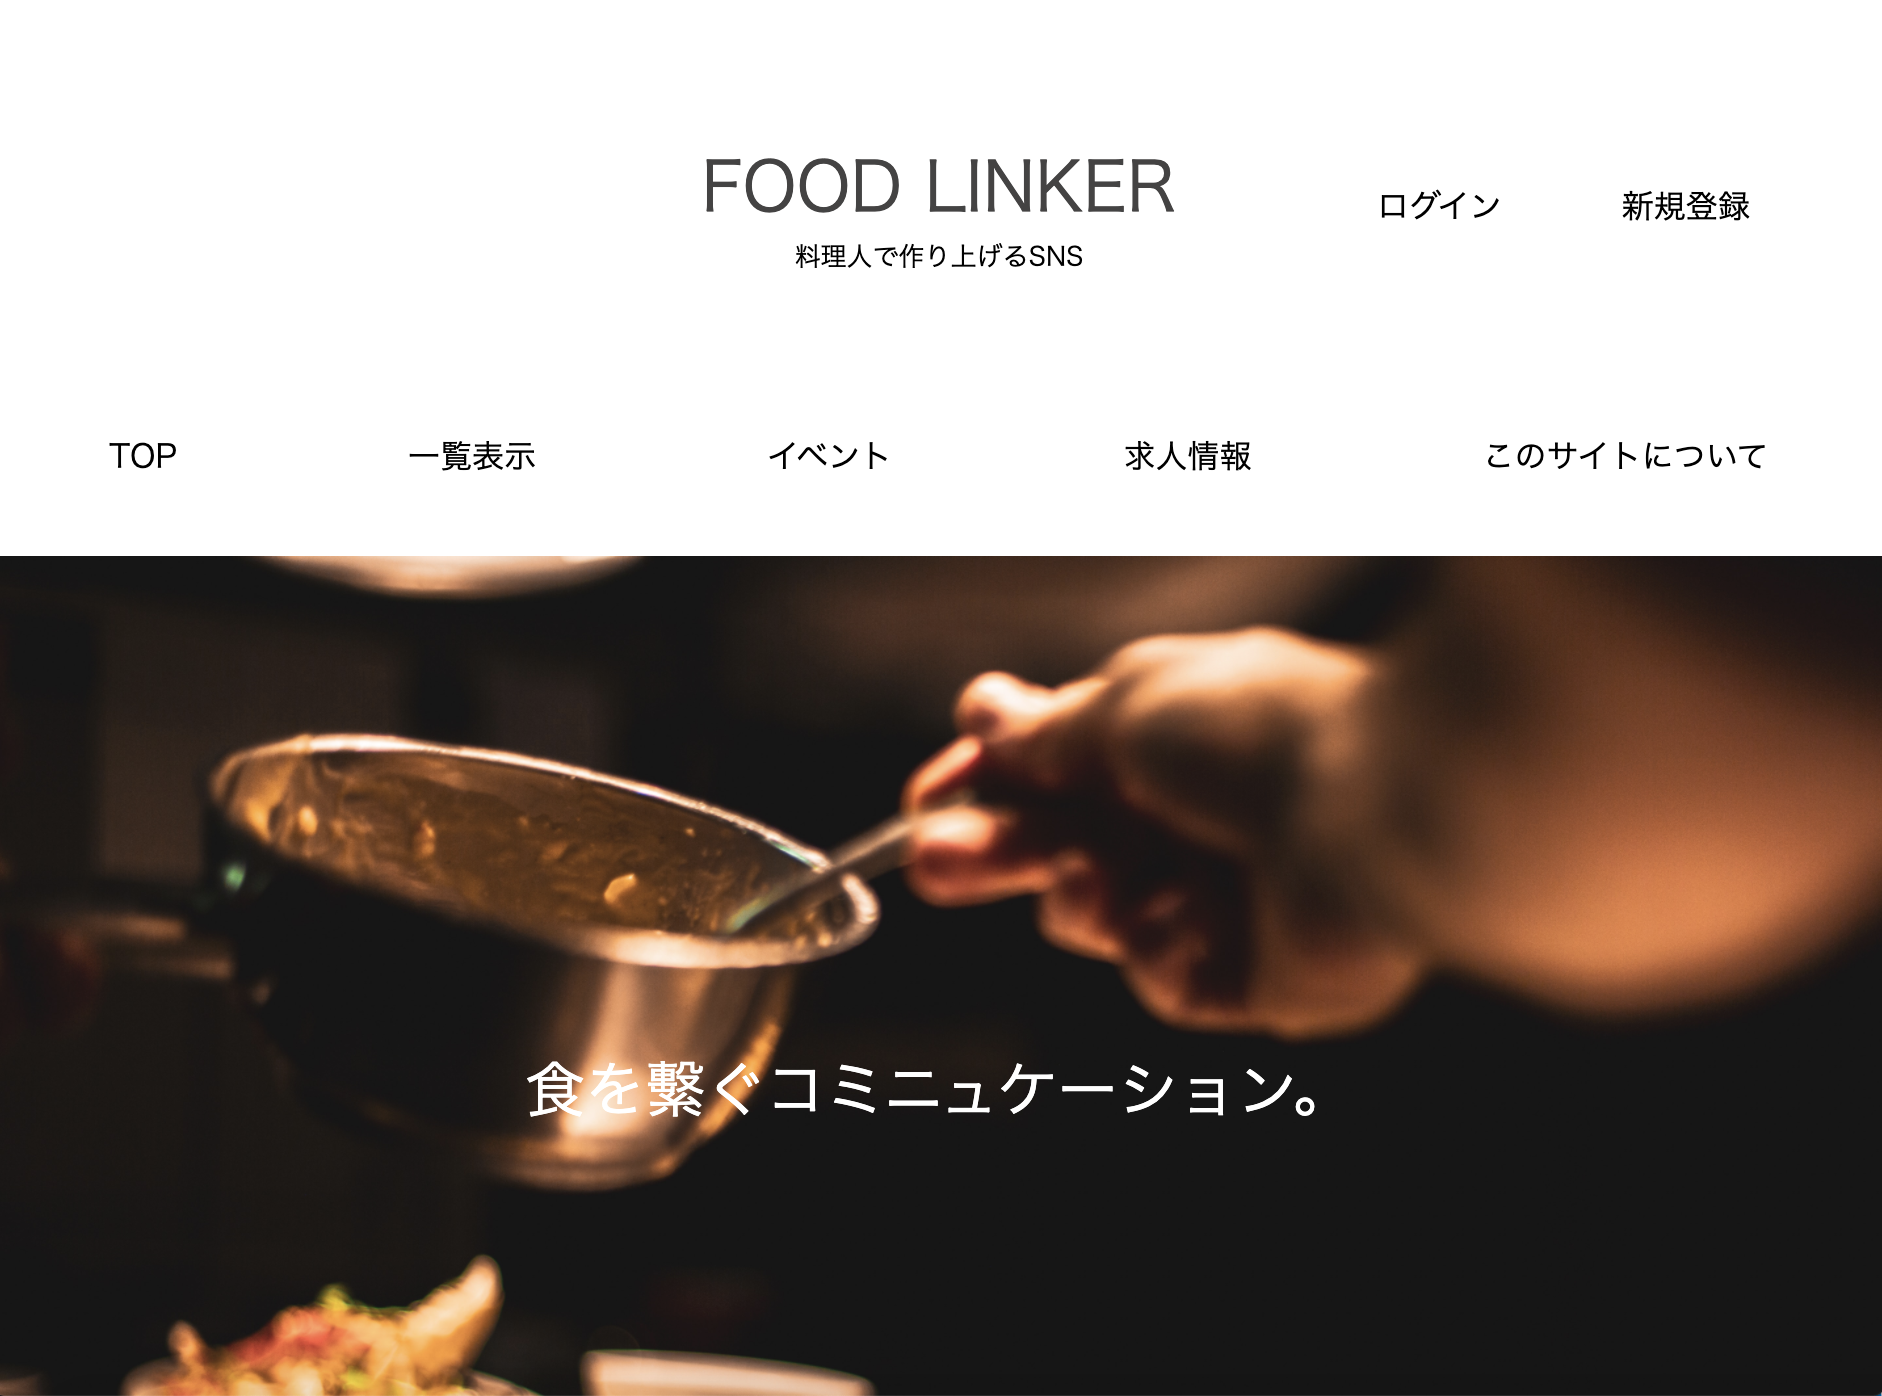 FOOD LINKER
料理人で作り上げるSNS
ログイン 新規登録
TOP 一覧表示 イベント 求人情報 このサイトについて
食を繋ぐコミニュケーション。